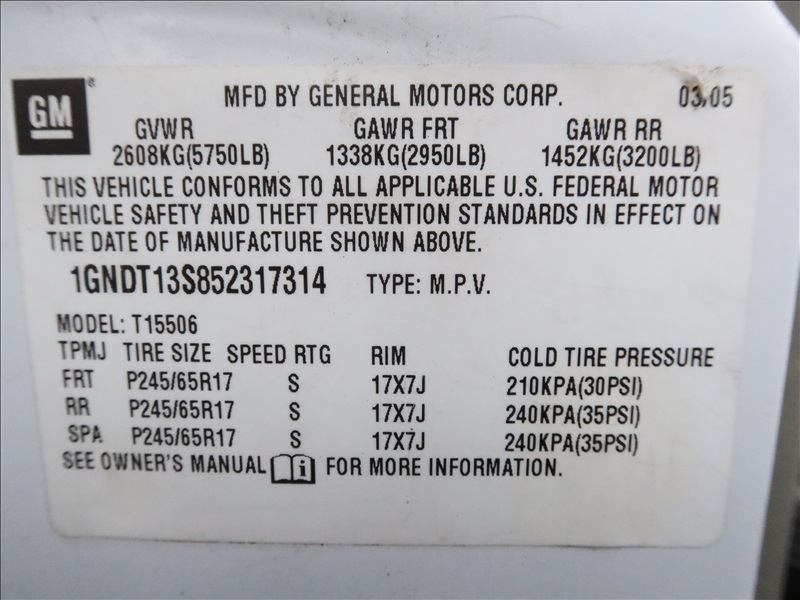 GM®
MFD BY GENERAL MOTORS CORP. 03/05
GVWR GAWR FRT GAWR RR
2608KG(5750LB) 1338KG(2950LB) 1452KG(3200LB)
THIS VEHICLE CONFORMS TO ALL APPLICABLE U.S. FEDERAL MOTOR
VEHICLE SAFETY AND THEFT PREVENTION STANDARDS IN EFFECT ON
THE DATE OF MANUFACTURE SHOWN ABOVE.
1GNDT13S852317314 TYPE: M.P.V.
MODEL: T15506
TPMJ TIRE SIZE SPEED RTG RIM COLD TIRE PRESSURE
FRT P245/65R17 S 17X7J 210KPA(30PSI)
RR P245/65R17 S 17X7J 240KPA(35PSI)
SPA P245/65R17 S 17X7J 240KPA(35PSI)
SEE OWNER'S MANUAL i FOR MORE INFORMATION.